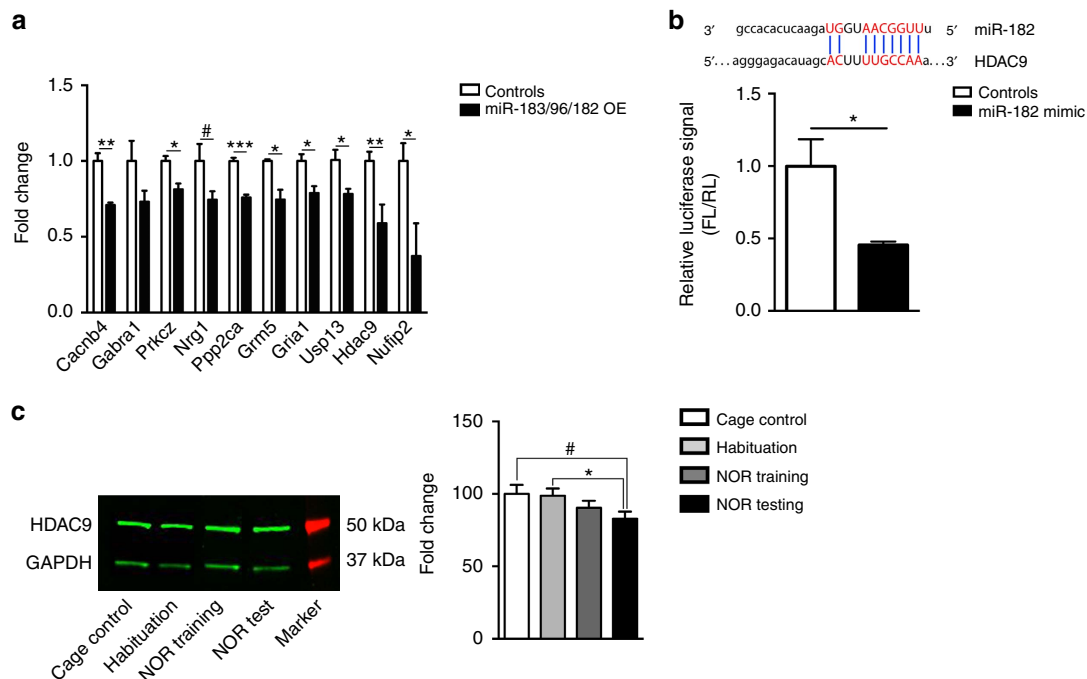 a
1.5
1.0
0.5
0.0
Fold change
Controls
miR-183/96/182 OE
**
*
#
***
*
*
*
**
*
Cacnb4
Gabra1
Prkcz
Nrg1
Ppp2ca
Grm5
Gria1
Usp13
Hdac9
Nufip2
b
3′ gccacactcaagaUGGUAACGGUUu 5′ miR-182
5′... agggagacauagcACUUUUGCCAAa...3′ HDAC9
Controls
miR-182 mimic
*
1.5
1.0
0.5
0.0
Relative luciferase signal
(FL/RL)
c
HDAC9
GAPDH
50 kDa
37 kDa
Cage control
Habituation
NOR training
NOR test
Marker
150
100
50
0
Fold change
#
*
Cage control
Habituation
NOR training
NOR testing